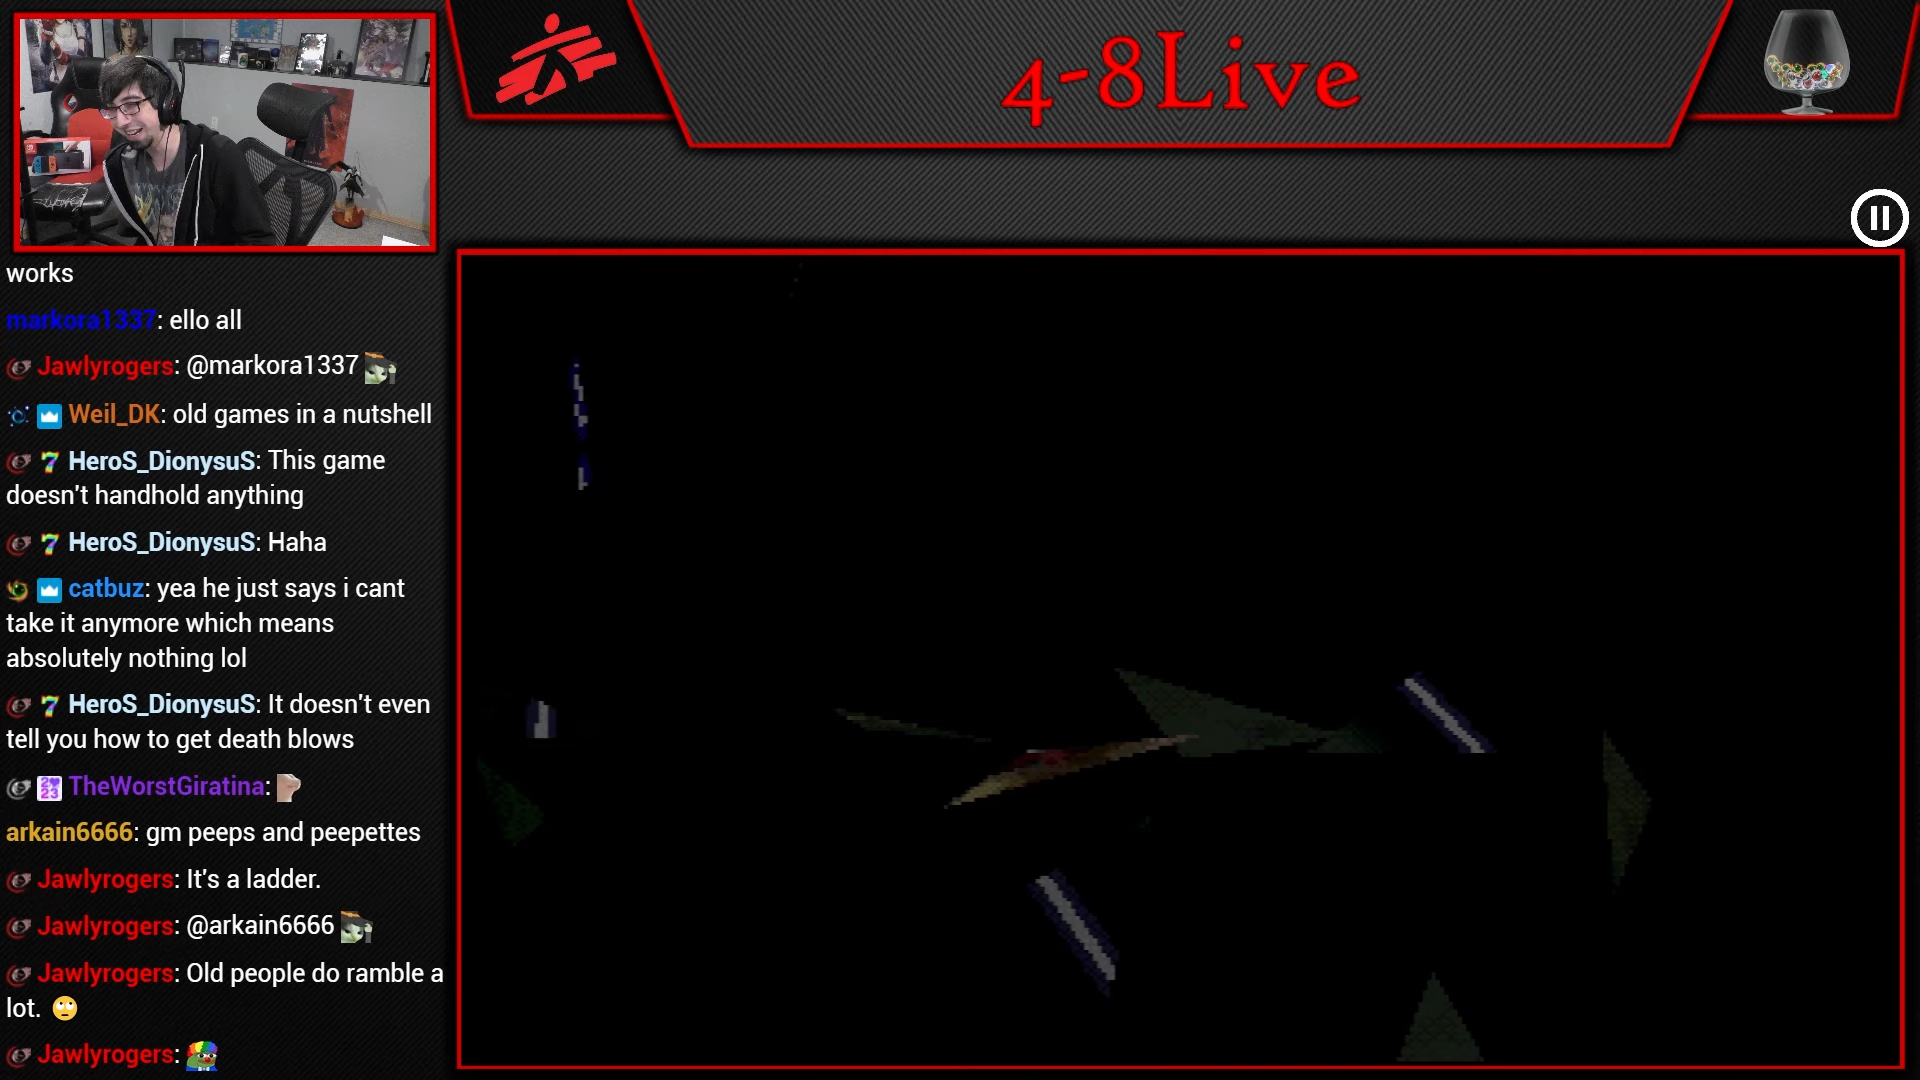 4-8Live
works
markora1337: ello all
Jawlyrogers: @markora1337
Weil_DK: old games in a nutshell
7 HeroS_DionysuS: This game
doesn't handhold anything
7 HeroS_DionysuS: Haha
catbuz: yea he just says i cant
take it anymore which means
absolutely nothing lol
7 HeroS_DionysuS: It doesn't even
tell you how to get death blows
TheWorstGiratina:
arkain6666: gm peeps and peepettes
Jawlyrogers: It's a ladder.
Jawlyrogers: @arkain6666
Jawlyrogers: Old people do ramble a
lot. 🙄
Jawlyrogers: